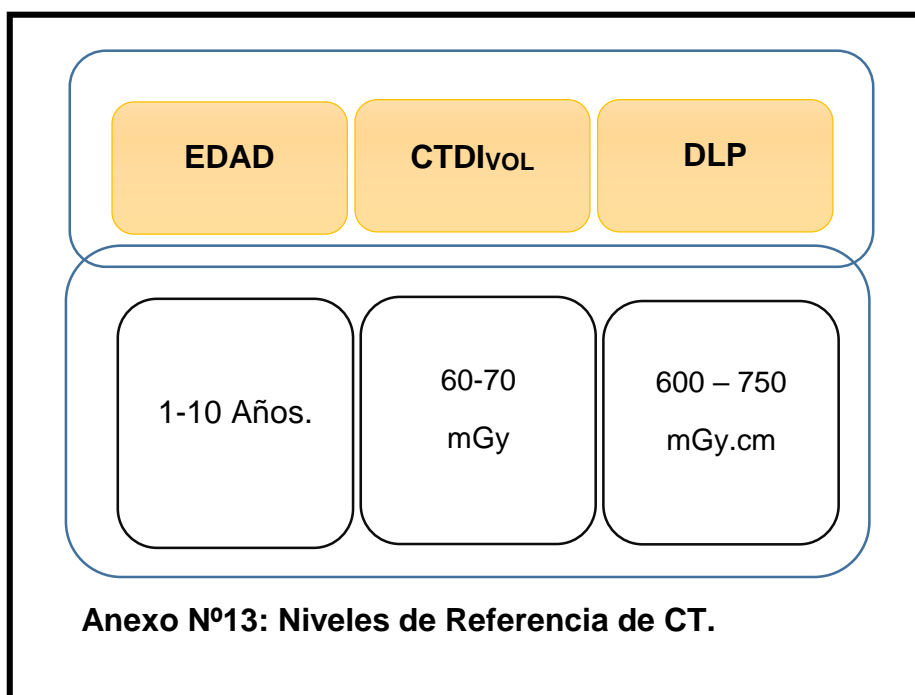 EDAD CTDIVOL DLP
1-10 Años. 60-70 mGy 600 – 750 mGy.cm
Anexo Nº13: Niveles de Referencia de CT.